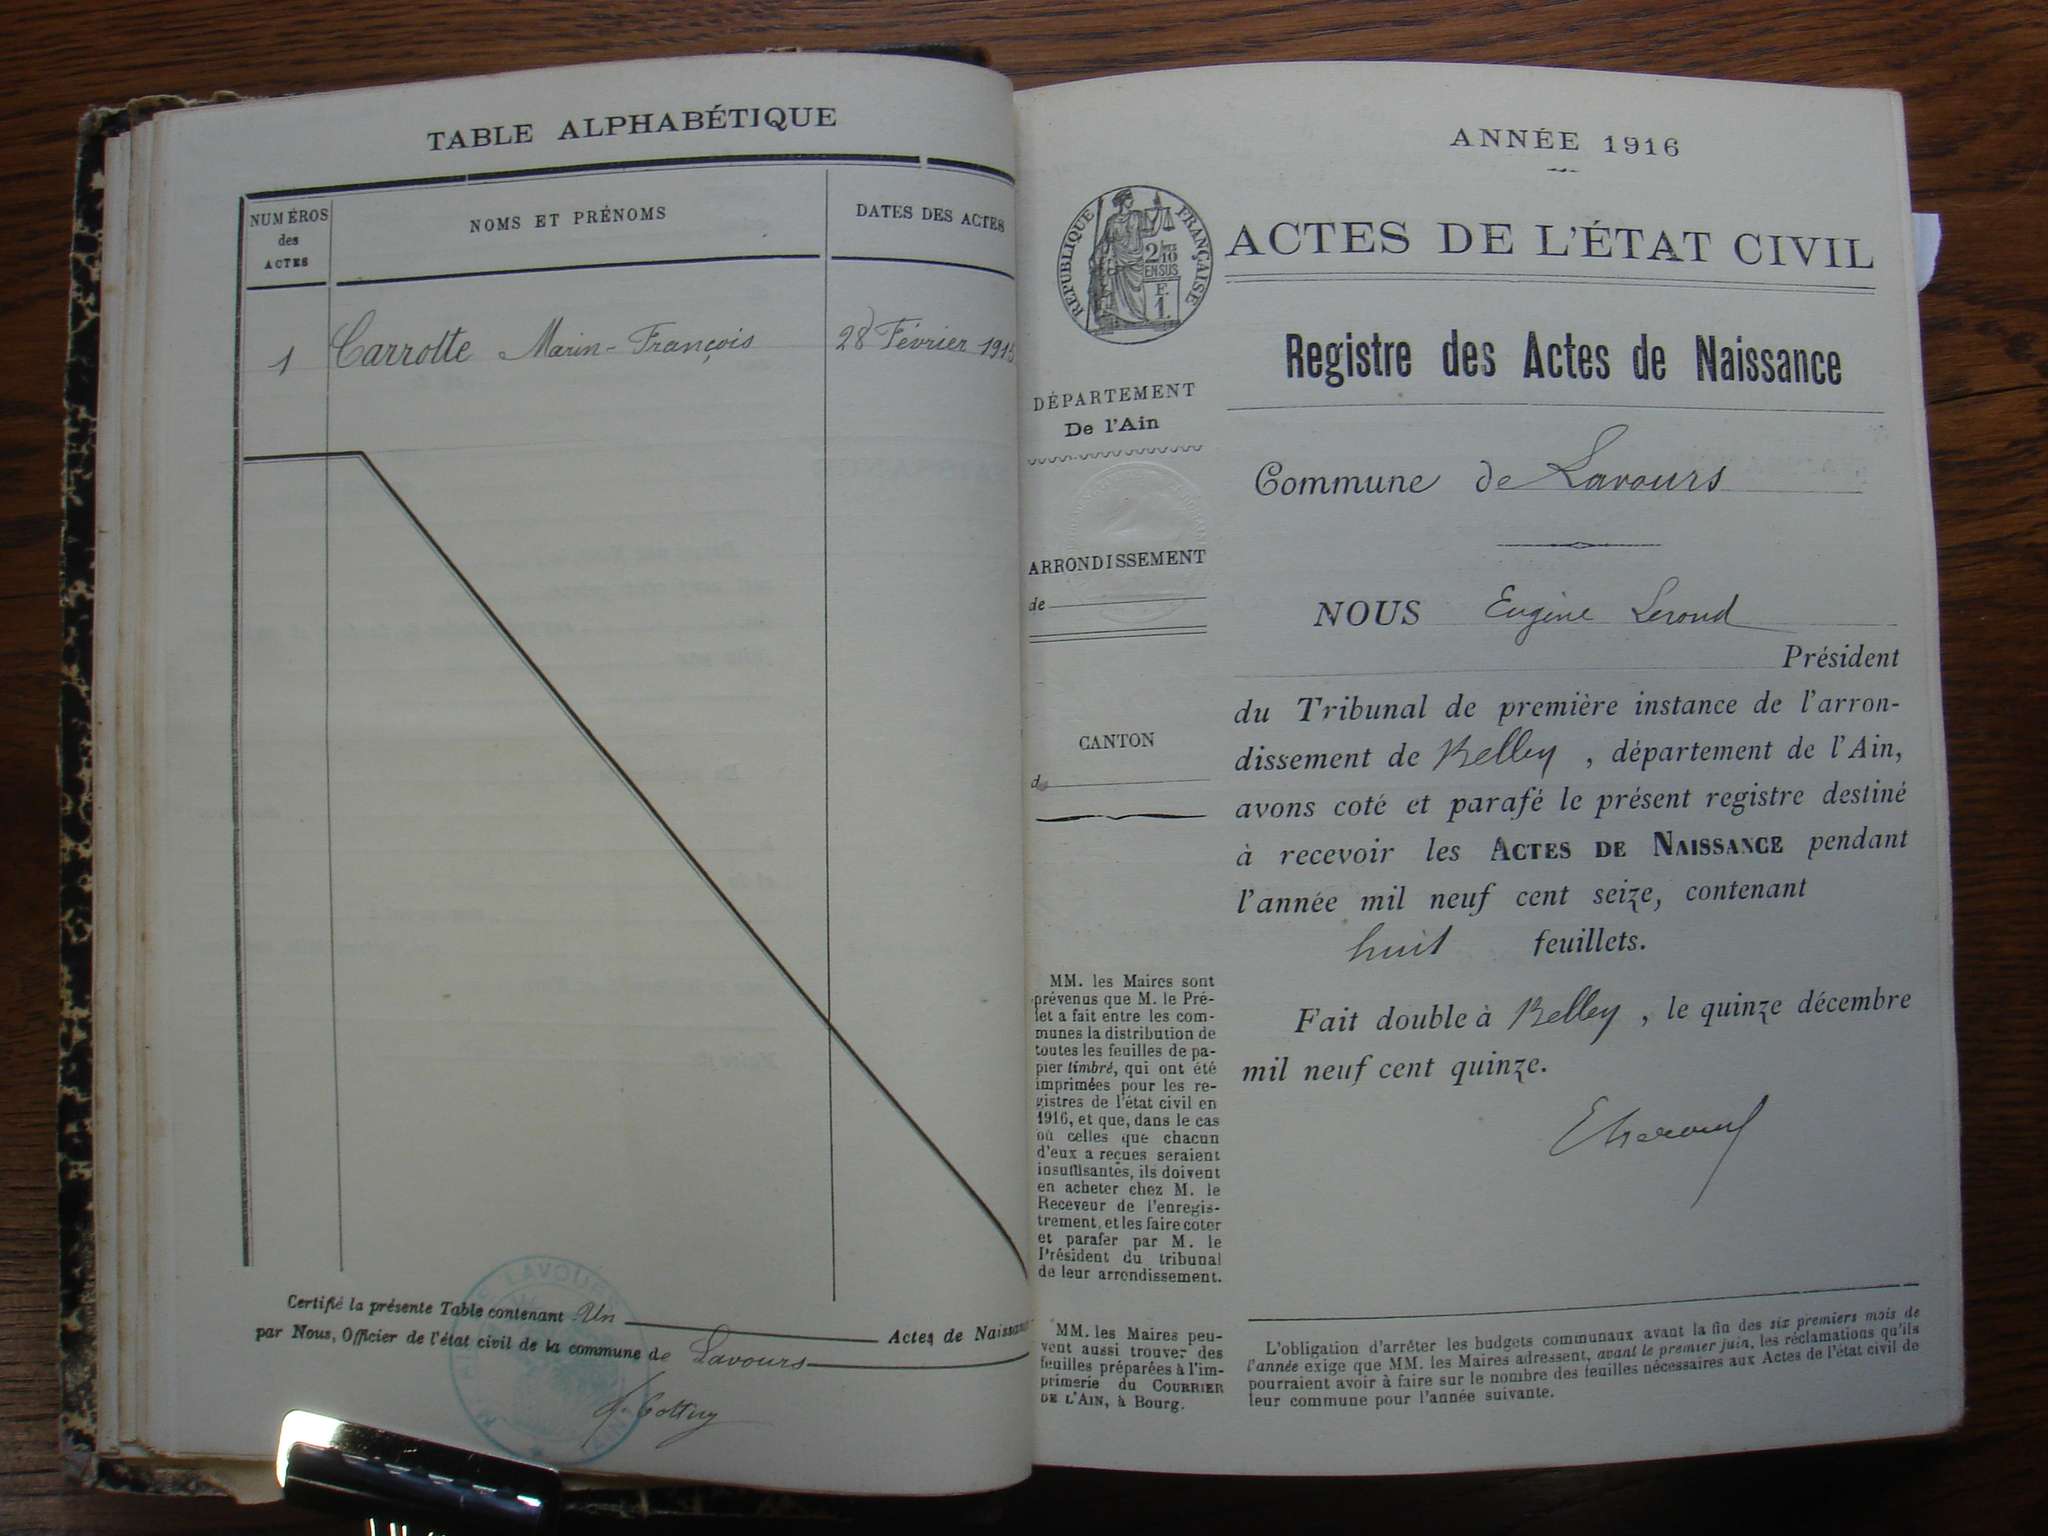 TABLE ALPHABÉTIQUE
NUMÉROS
des
ACTES
NOMS ET PRÉNOMS
DATES DES ACTES
1 Carrotte Marin-François 28 Février 1915
Certifié la présente Table contenant Un Actes de Naissance
par Nous, Officier de l'état civil de la commune de Lavours
ANNÉE 1916
RÉPUBLIQUE FRANÇAISE
2/10
EN SUS
F.
1.
ACTES DE L'ÉTAT CIVIL
Registre des Actes de Naissance
DÉPARTEMENT
De l'Ain
ARRONDISSEMENT
de
CANTON
d
MM. les Maires sont
prévenus que M. le Pré-
fet a fait entre les com-
munes la distribution de
toutes les feuilles de pa-
pier timbré, qui ont été
imprimées pour les re-
gistres de l'état civil en
1916, et que, dans le cas
où celles que chacun
d'eux a reçues seraient
insuffisantes, ils doivent
en acheter chez M. le
Receveur de l'enregis-
trement, et les faire coter
et parafer par M. le
Président du tribunal
de leur arrondissement.
MM. les Maires peu-
vent aussi trouver des
feuilles préparées à l'im-
primerie du COURRIER
DE L'AIN, à Bourg.
Commune de Lavours
NOUS Eugène Leroud
Président
du Tribunal de première instance de l'arron-
dissement de Belley, département de l'Ain,
avons coté et parafé le présent registre destiné
à recevoir les ACTES DE NAISSANCE pendant
l'année mil neuf cent seize, contenant
huit feuillets.
Fait double à Belley, le quinze décembre
mil neuf cent quinze.
L'obligation d'arrêter les budgets communaux avant la fin des six premiers mois de
l'année exige que MM. les Maires adressent, avant le premier juin, les réclamations qu'ils
pourraient avoir à faire sur le nombre des feuilles nécessaires aux Actes de l'état civil de
leur commune pour l'année suivante.